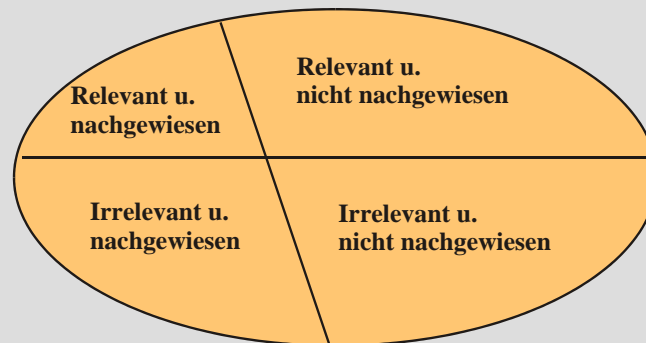 Relevant u.
nachgewiesen
Relevant u.
nicht nachgewiesen
Irrelevant u.
nachgewiesen
Irrelevant u.
nicht nachgewiesen